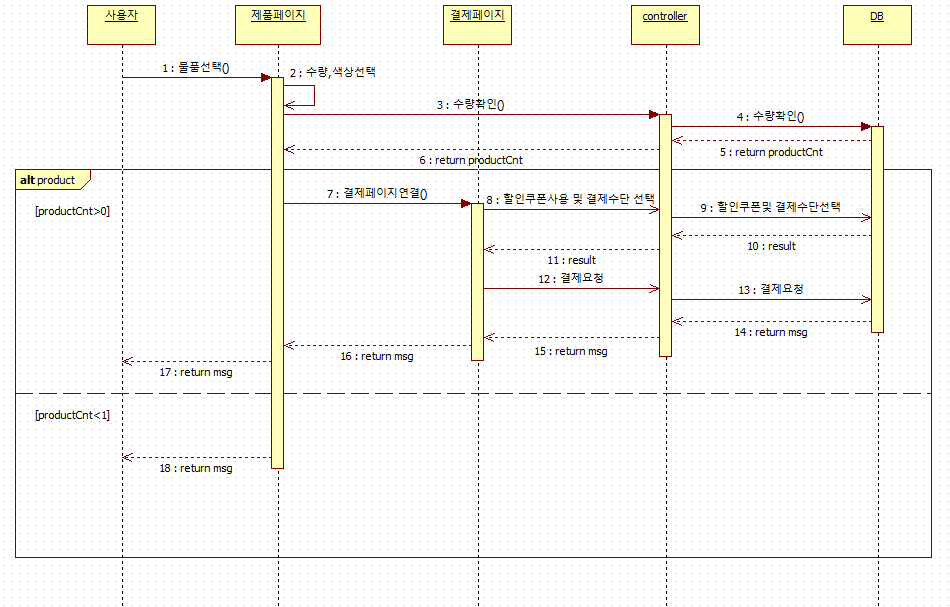 사용자
제품페이지
결제페이지
controller
DB
1 : 물품선택()
2 : 수량,색상선택
3 : 수량확인()
4 : 수량확인()
5 : return productCnt
6 : return productCnt
alt product
7 : 결제페이지연결()
8 : 할인쿠폰사용 및 결제수단 선택
[productCnt>0]
9 : 할인쿠폰및 결제수단선택
10 : result
11 : result
12 : 결제요청
13 : 결제요청
14 : return msg
15 : return msg
16 : return msg
17 : return msg
[productCnt<1]
18 : return msg